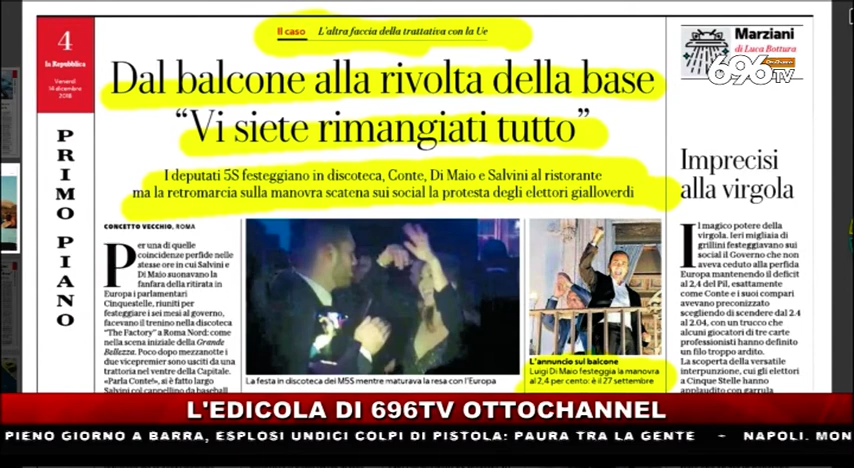 4
la Repubblica
Venerdì
14 dicembre
2018
PRIMO PIANO
Il caso
L'altra faccia della trattativa con la Ue
Dal balcone alla rivolta della base
“Vi siete rimangiati tutto”
I deputati 5S festeggiano in discoteca, Conte, Di Maio e Salvini al ristorante
ma la retromarcia sulla manovra scatena sui social la protesta degli elettori gialloverdi
CONCETTO VECCHIO, ROMA
Per una di quelle
coincidenze perfide nelle
stesse ore in cui Salvini e
Di Maio suonavano la
fanfara della ritirata in
Europa i parlamentari
Cinquestelle, riuniti per
festeggiare i sei mesi al governo,
facevano il trenino nella discoteca
"The Factory" a Roma Nord: come
nella scena iniziale della Grande
Bellezza. Poco dopo mezzanotte i
due vicepremier sono usciti da una
trattoria nel ventre della Capitale.
«Parla Conte!», si è fatto largo
Salvini col cappellino da baseball
La festa in discoteca dei M5S mentre maturava la resa con l'Europa
L'annuncio sul balcone
Luigi Di Maio festeggia la manovra
al 2,4 per cento: è il 27 settembre
Marziani
di Luca Bottura
696
TV
Imprecisi
alla virgola
Il magico potere della
virgola. Ieri migliaia di
grillini festeggiavano sui
social il Governo che non
aveva ceduto alla perfida
Europa mantenendo il deficit
al 2,4 del Pil, esattamente
come Conte e i suoi compari
avevano preconizzato
scegliendo di scendere dal 2.4
al 2.04, con un trucco che
alcuni giocatori di tre carte
professionisti hanno definito
un filo troppo ardito.
La scoperta della versatile
interpunzione, cui gli elettori
a Cinque Stelle hanno
applaudito con garrula
L'EDICOLA DI 696TV OTTOCHANNEL
PIENO GIORNO A BARRA, ESPLOSI UNDICI COLPI DI PISTOLA: PAURA TRA LA GENTE - NAPOLI. MON